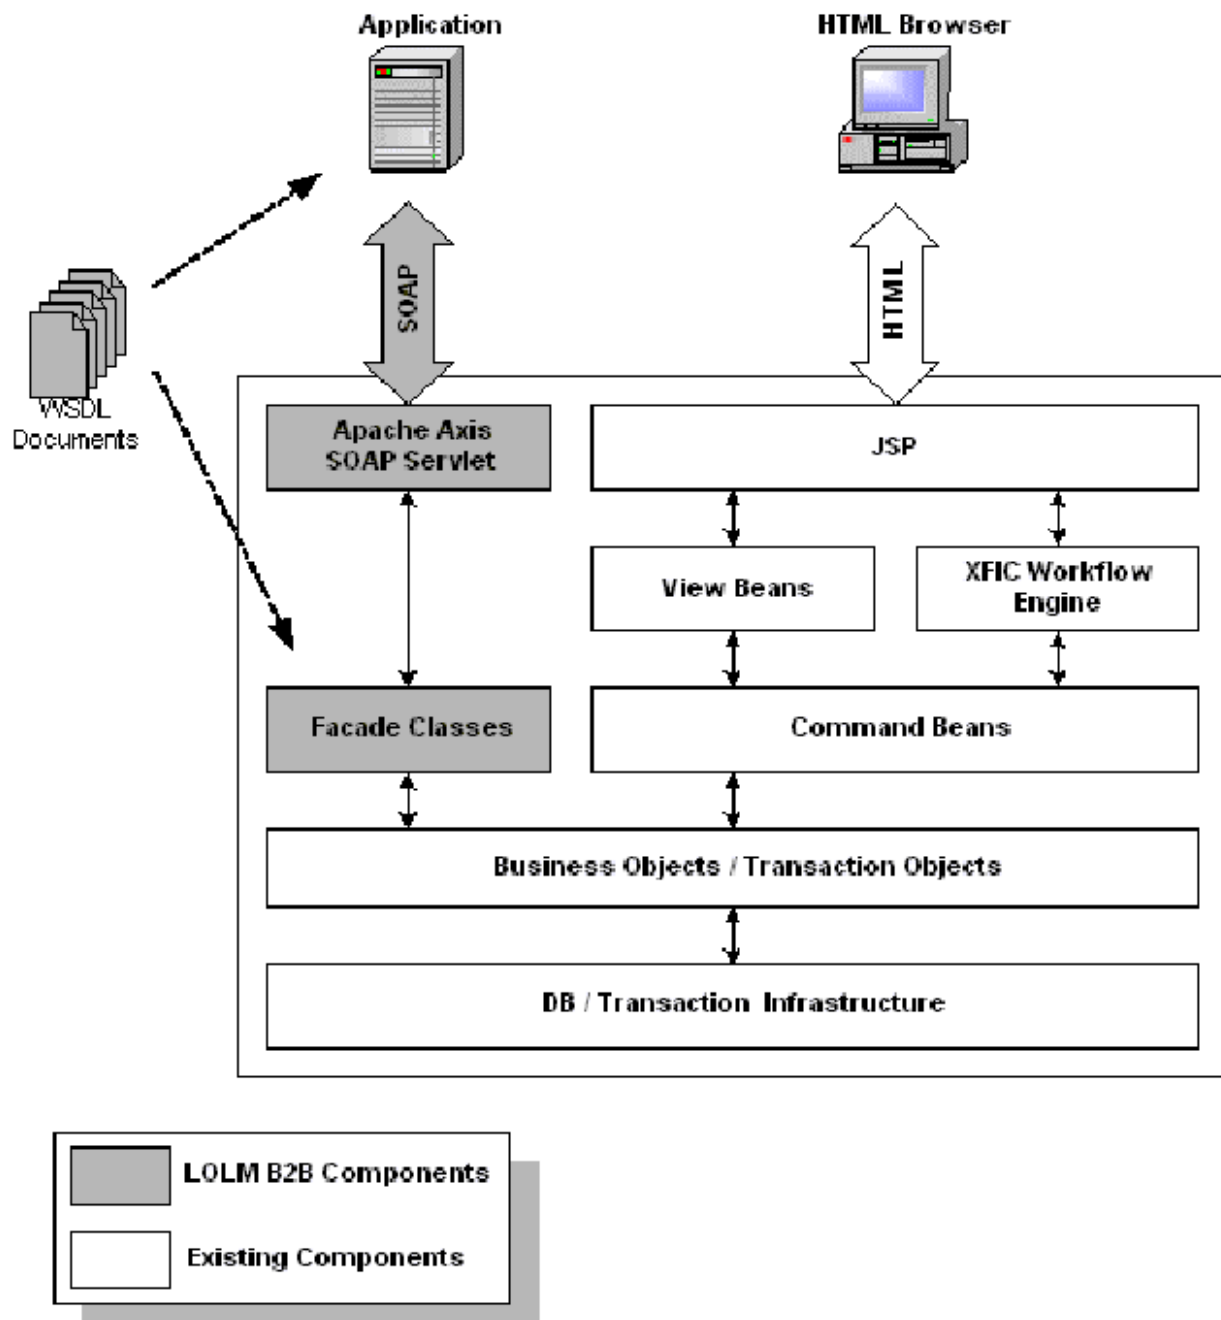 Application
HTML Browser
SOAP
HTML
WSDL
Documents
Apache Axis
SOAP Servlet
JSP
View Beans
XFIC Workflow
Engine
Facade Classes
Command Beans
Business Objects / Transaction Objects
DB / Transaction Infrastructure
LOLM B2B Components
Existing Components